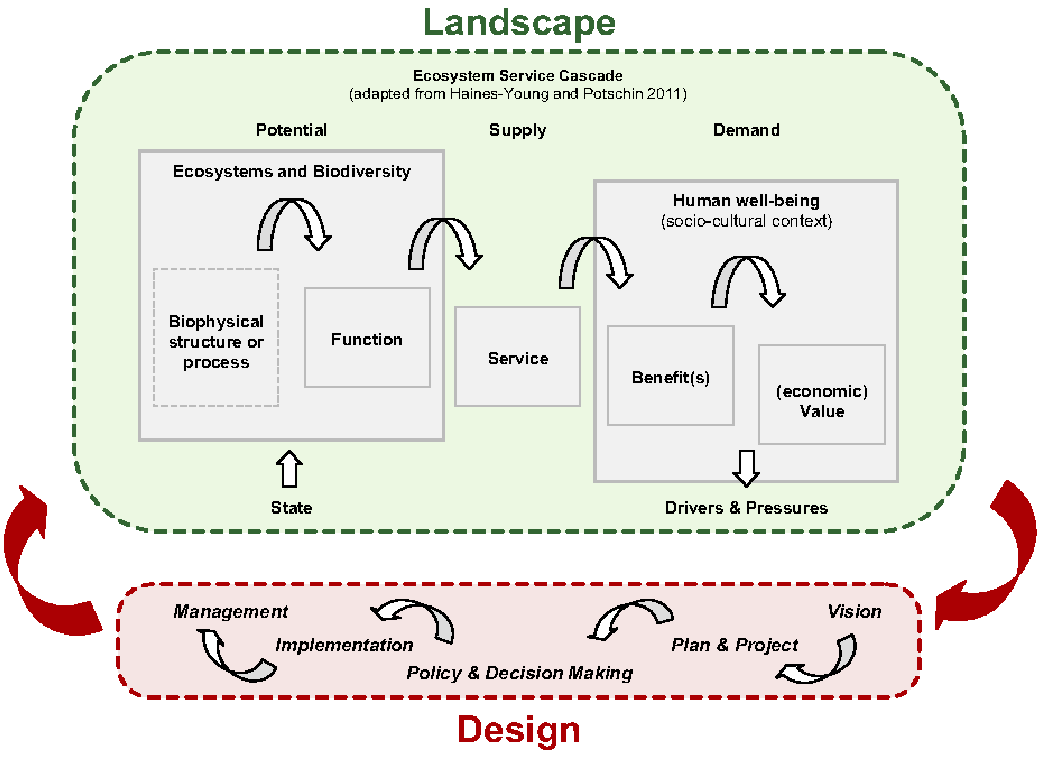 Landscape
Ecosystem Service Cascade
(adapted from Haines-Young and Potschin 2011)
Potential
Supply
Demand
Ecosystems and Biodiversity
Human well-being
(socio-cultural context)
Biophysical
structure or
process
Function
Service
Benefit(s)
(economic)
Value
State
Drivers & Pressures
Management
Implementation
Policy & Decision Making
Plan & Project
Vision
Design